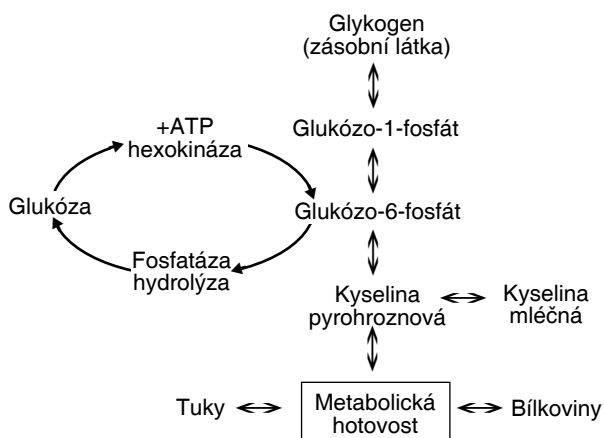 Glykogen
(zásobní látka)
Glukózo-1-fosfát
+ATP
hexokináza
Glukóza
Glukózo-6-fosfát
Fosfatáza
hydrolýza
Kyselina
pyrohroznová
Kyselina
mléčná
Tuky
Metabolická
hotovost
Bílkoviny